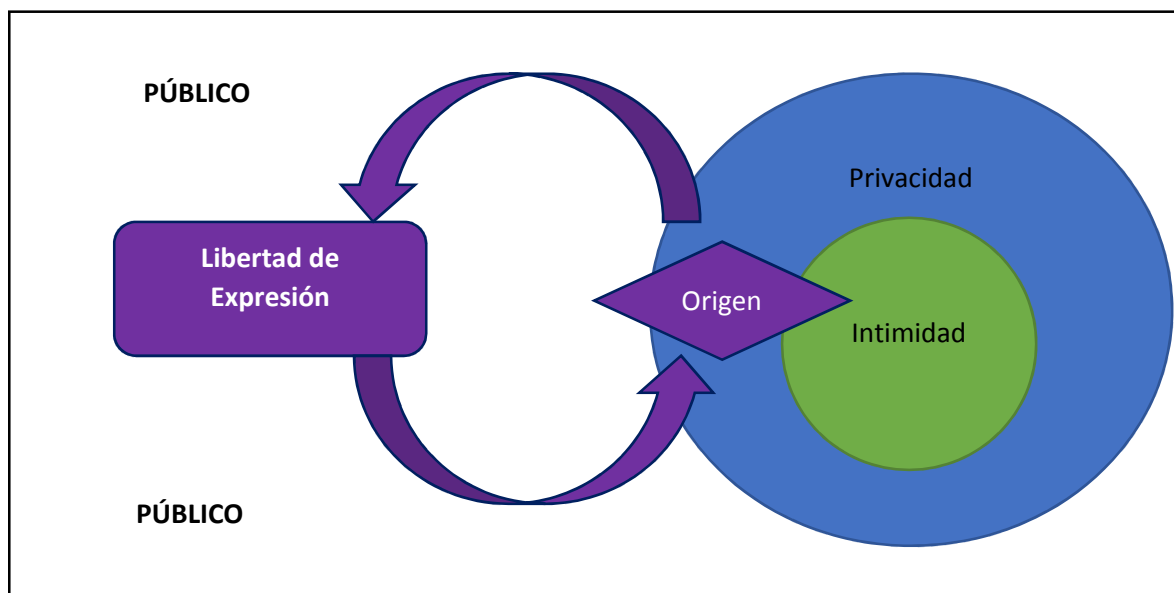 PÚBLICO
Privacidad
Libertad de
Expresión
Origen
Intimidad
PÚBLICO